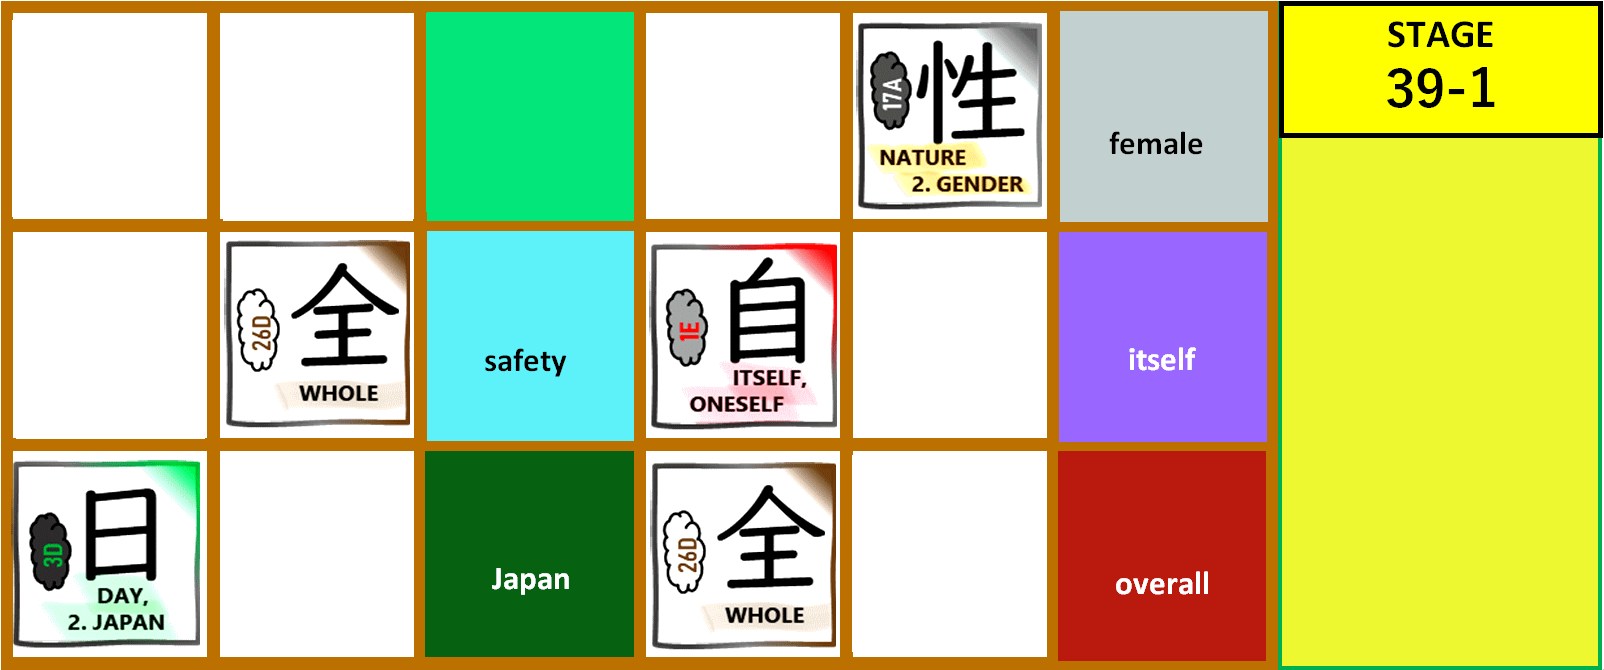 17A
性
NATURE
2. GENDER
female
STAGE
39-1
26D
全
WHOLE
safety
1E
自
ITSELF,
ONESELF
itself
3D
日
DAY,
2. JAPAN
Japan
26D
全
WHOLE
overall